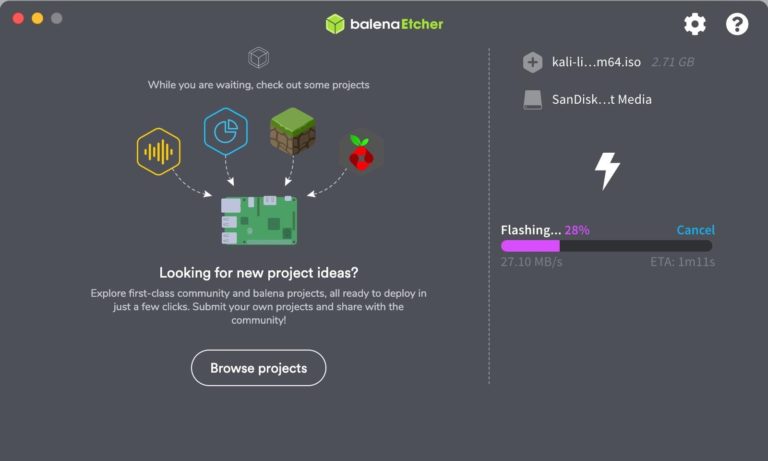 balenaEtcher
While you are waiting, check out some projects
Looking for new project ideas?
Explore first-class community and balena projects, all ready to deploy in
just a few clicks. Submit your own projects and share with the
community!
Browse projects
kali-li...m64.iso 2.71 GB
SanDisk...t Media
Flashing... 28% Cancel
27.10 MB/s ETA: 1m11s